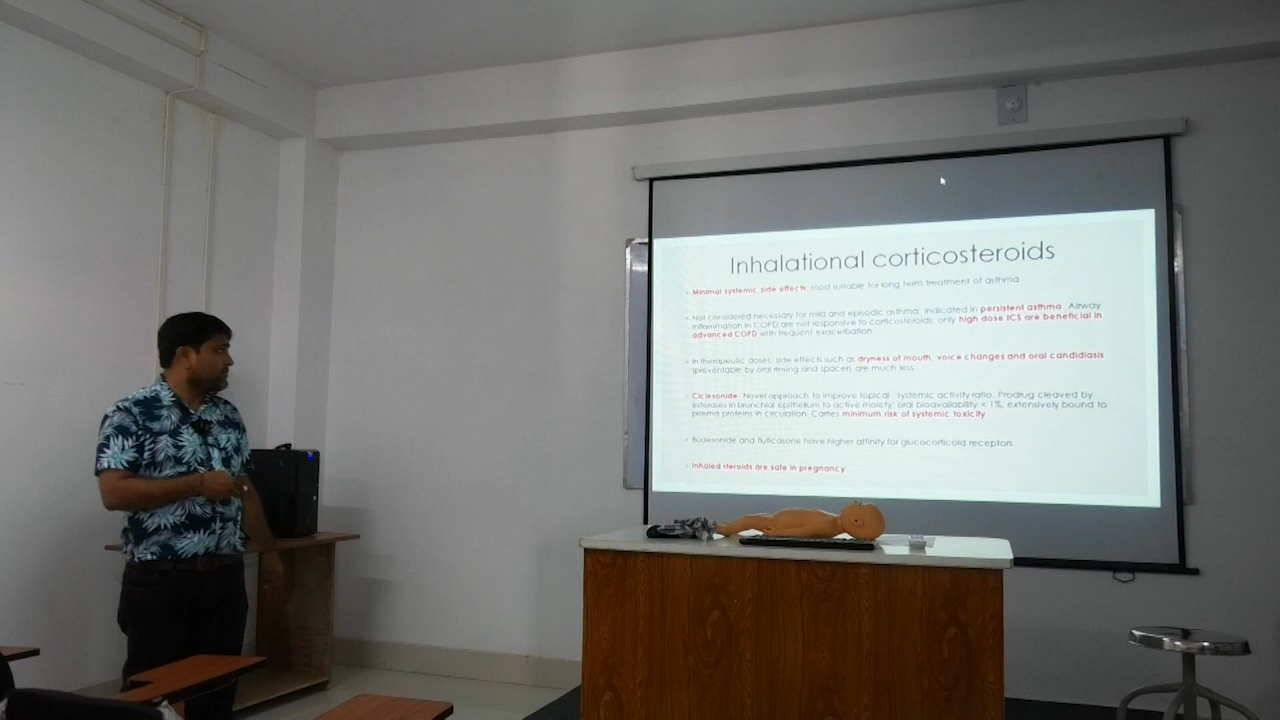 Inhalational corticosteroids
Minimal systemic side effects; most suitable for long term treatment of asthma
Not considered necessary for mild and episodic asthma; indicated in persistent asthma. Airway
inflammation in COPD are not responsive to corticosteroids; only high dose ICS are beneficial in
advanced COPD with frequent exacerbation
In therapeutic doses, side effects such as dryness of mouth, voice changes and oral candidiasis
(preventable by oral rinsing and spacer) are much less
Ciclesonide- Novel approach to improve topical: systemic activity ratio. Prodrug cleaved by
esterases in bronchial epithelium to active moiety; oral bioavailability < 1%, extensively bound to
plasma proteins in circulation. Carries minimum risk of systemic toxicity
Budesonide and fluticasone have higher affinity for glucocorticoid receptors
Inhaled steroids are safe in pregnancy